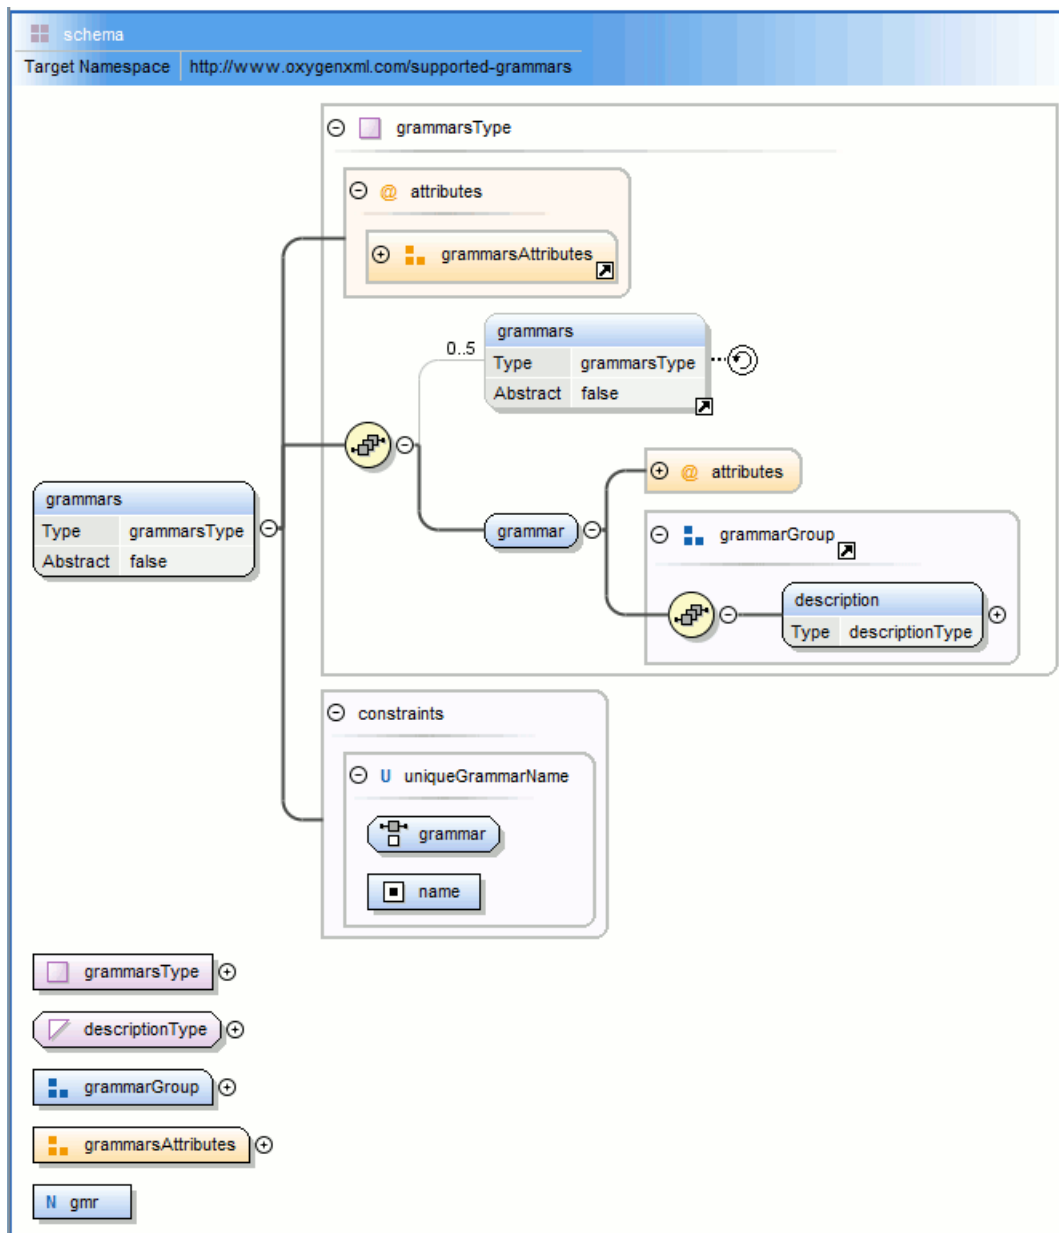 schema
Target Namespace http://www.oxygenxml.com/supported-grammars
grammarsType
@ attributes
grammarsAttributes
grammars
0..5
Type grammarsType
Abstract false
@ attributes
grammars
Type grammarsType
Abstract false
grammar
grammarGroup
description
Type descriptionType
constraints
U uniqueGrammarName
grammar
name
grammarsType
descriptionType
grammarGroup
grammarsAttributes
N gmr